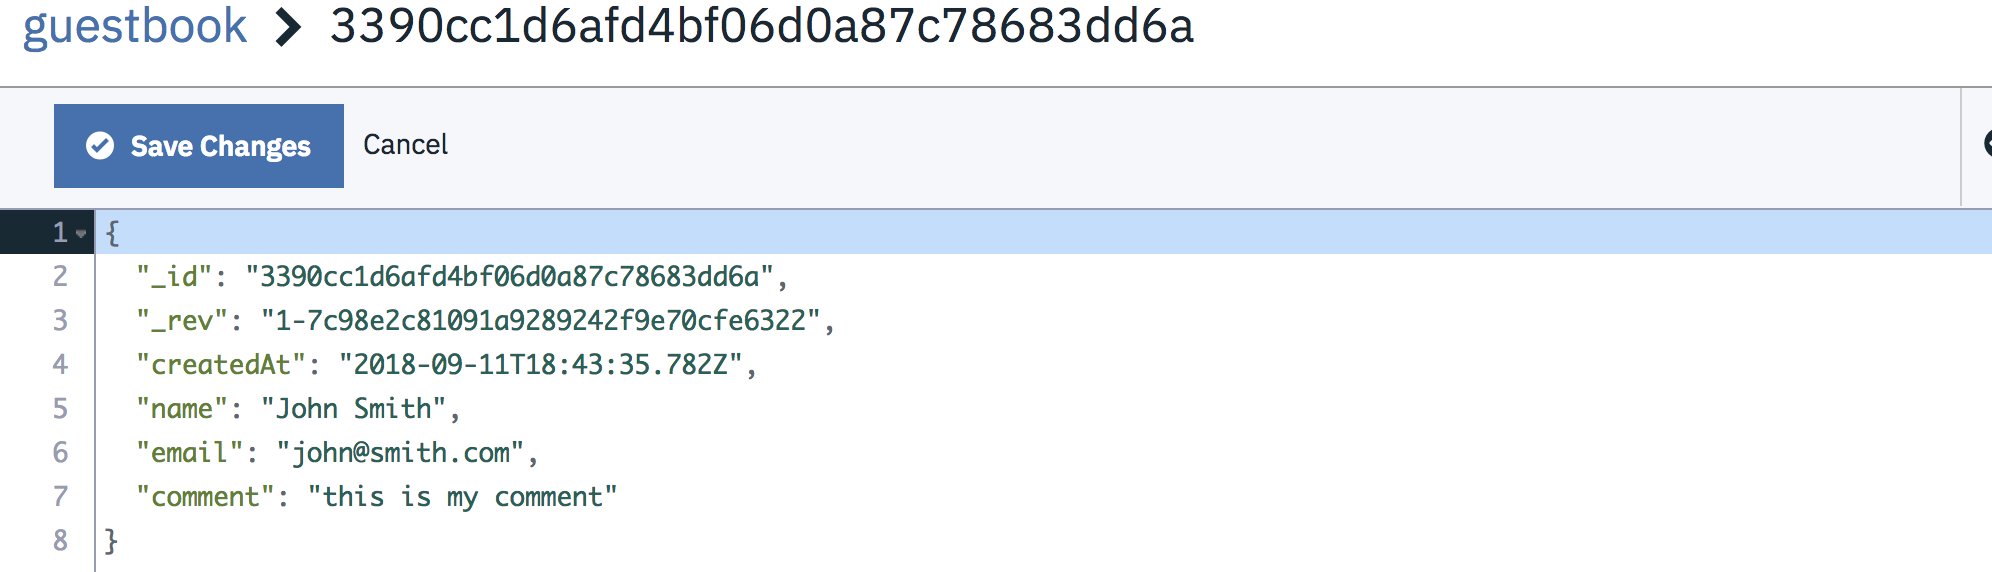 guestbook > 3390cc1d6afd4bf06d0a87c78683dd6a
Save Changes Cancel
1 {
2 "_id": "3390cc1d6afd4bf06d0a87c78683dd6a",
3 "_rev": "1-7c98e2c81091a9289242f9e70cfe6322",
4 "createdAt": "2018-09-11T18:43:35.782Z",
5 "name": "John Smith",
6 "email": "john@smith.com",
7 "comment": "this is my comment"
8 }